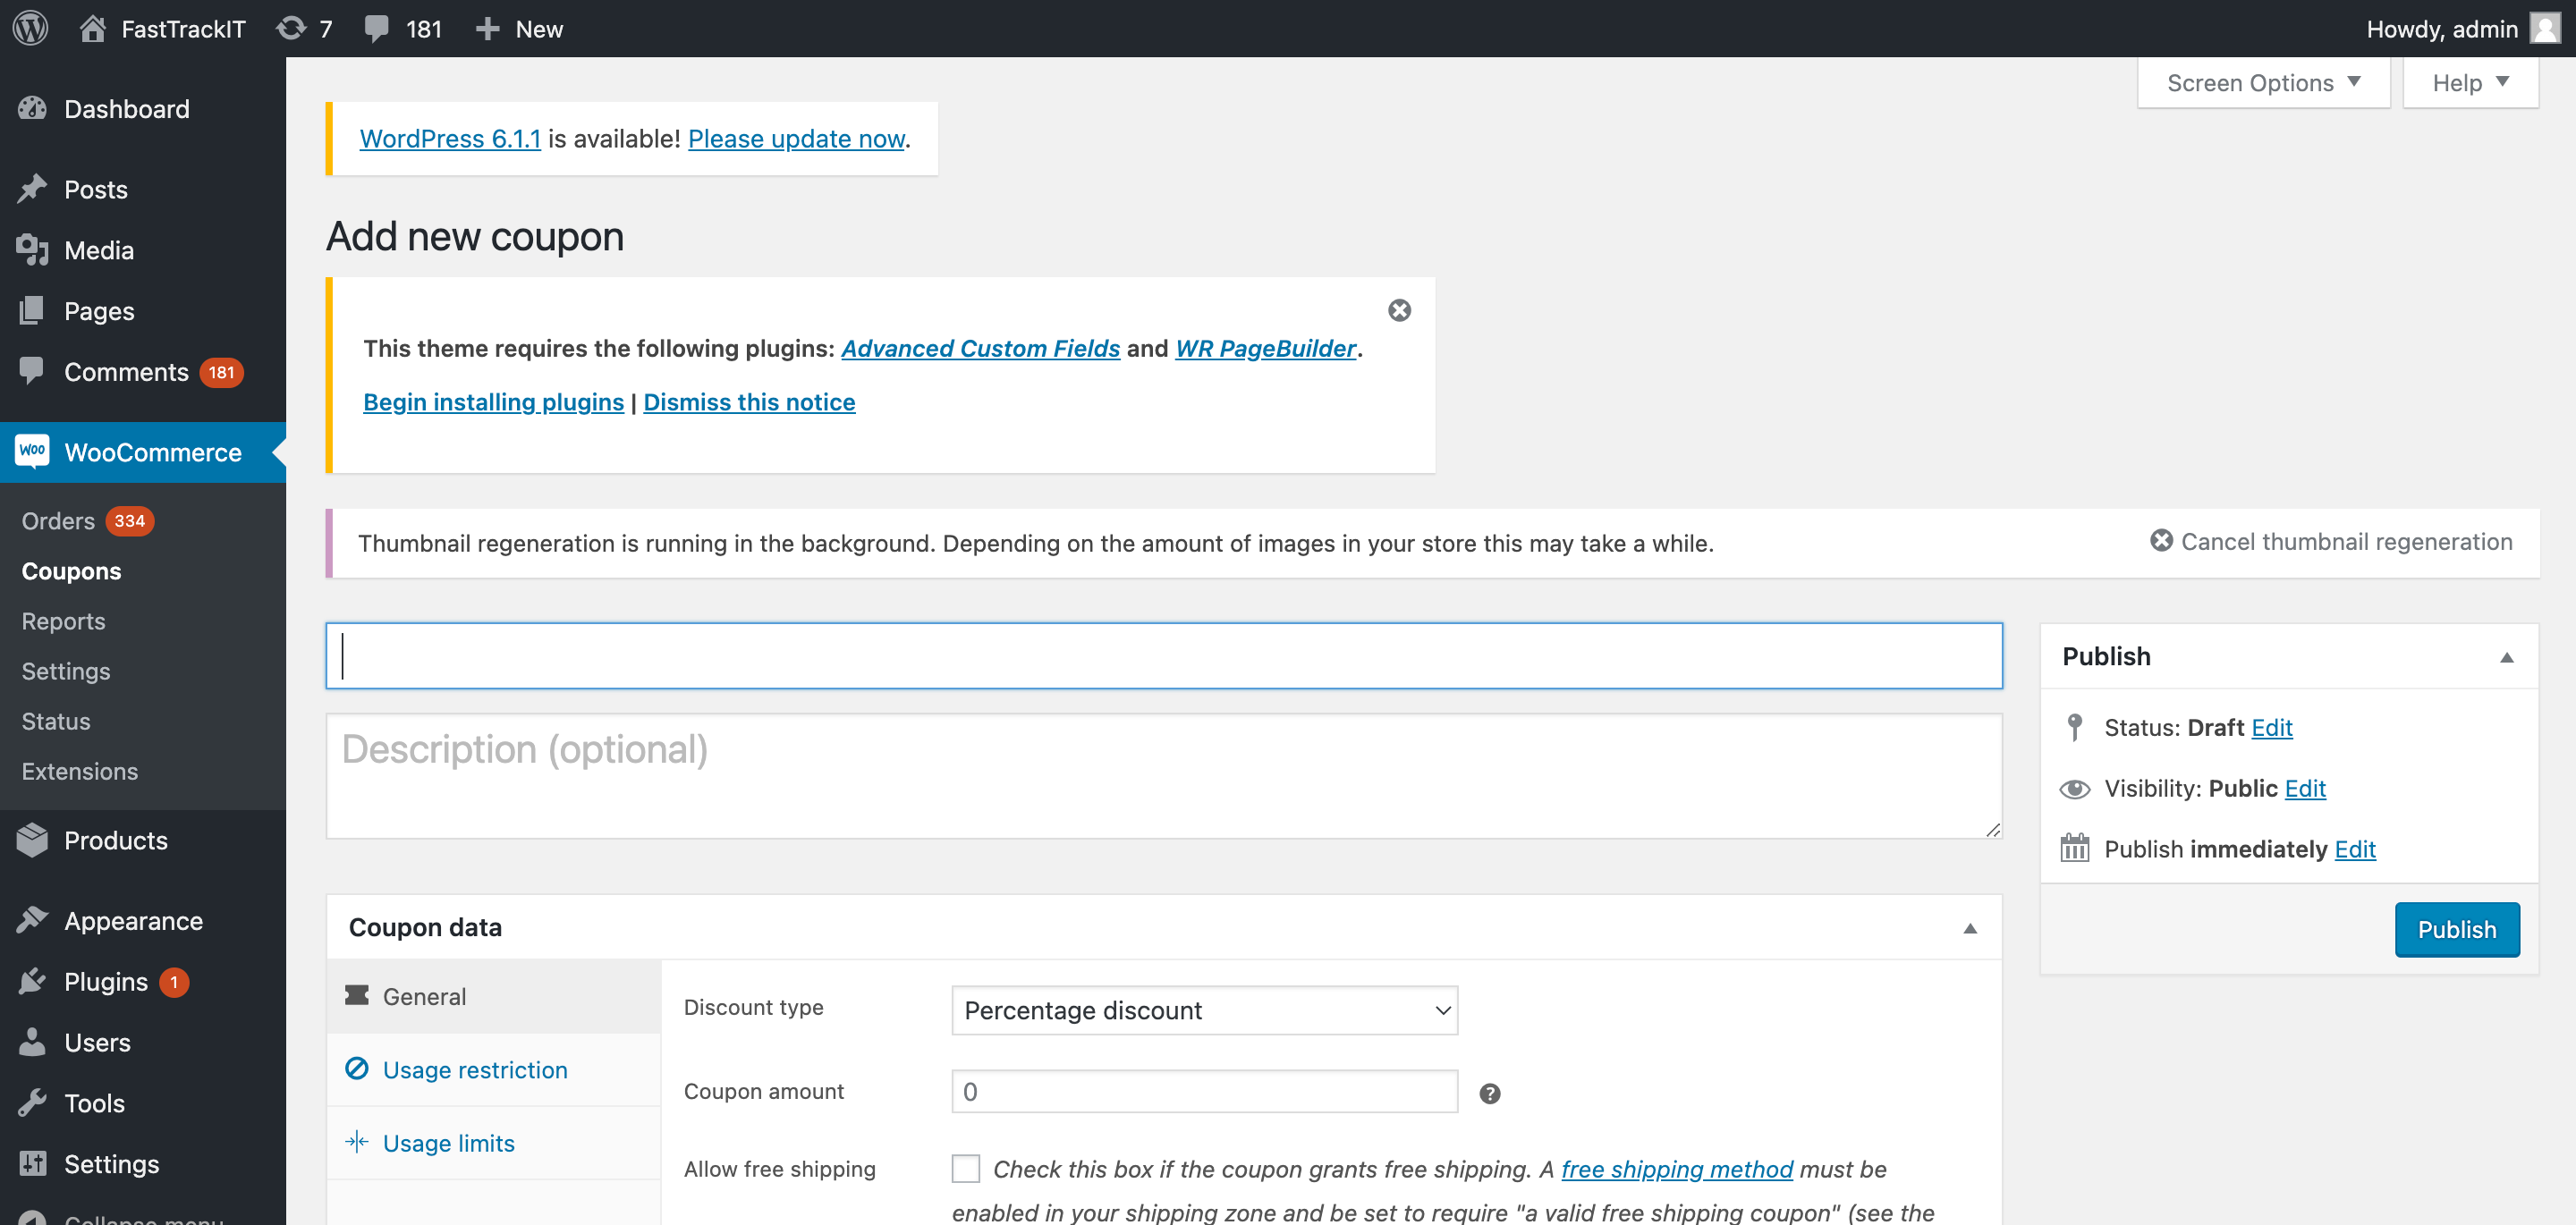 FastTrackIT 7 181 New Howdy, admin
Screen Options Help
Dashboard
Posts
Media
Pages
Comments 181
WooCommerce
Orders 334
Coupons
Reports
Settings
Status
Extensions
Products
Appearance
Plugins 1
Users
Tools
Settings
Collapse menu
WordPress 6.1.1 is available! Please update now.
Add new coupon
This theme requires the following plugins: Advanced Custom Fields and WR PageBuilder.
Begin installing plugins | Dismiss this notice
Thumbnail regeneration is running in the background. Depending on the amount of images in your store this may take a while.
Cancel thumbnail regeneration
Description (optional)
Coupon data
General
Usage restriction
Usage limits
Discount type Percentage discount
Coupon amount 0
Allow free shipping Check this box if the coupon grants free shipping. A free shipping method must be
enabled in your shipping zone and be set to require "a valid free shipping coupon" (see the
Publish
Status: Draft Edit
Visibility: Public Edit
Publish immediately Edit
Publish